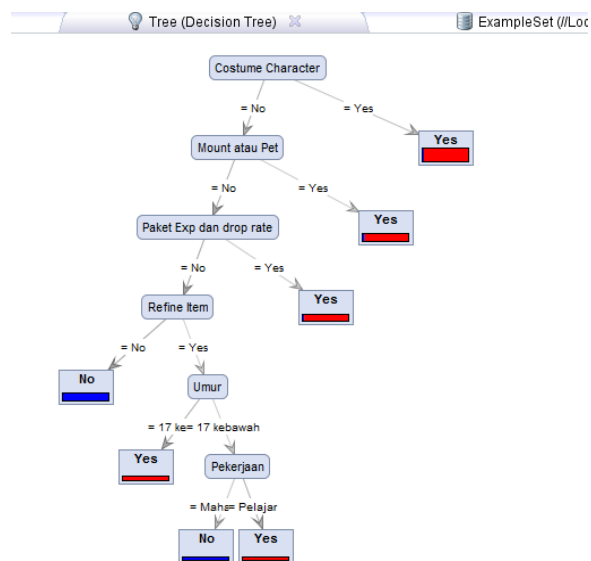 Tree (Decision Tree)
ExampleSet (//Loc
Costume Character
= No
= Yes
Yes
Mount atau Pet
= No
= Yes
Yes
Paket Exp dan drop rate
= No
= Yes
Yes
Refine Item
= No
= Yes
No
Umur
= 17 ke= 17 kebawah
Yes
Pekerjaan
= Maha= Pelajar
No
Yes